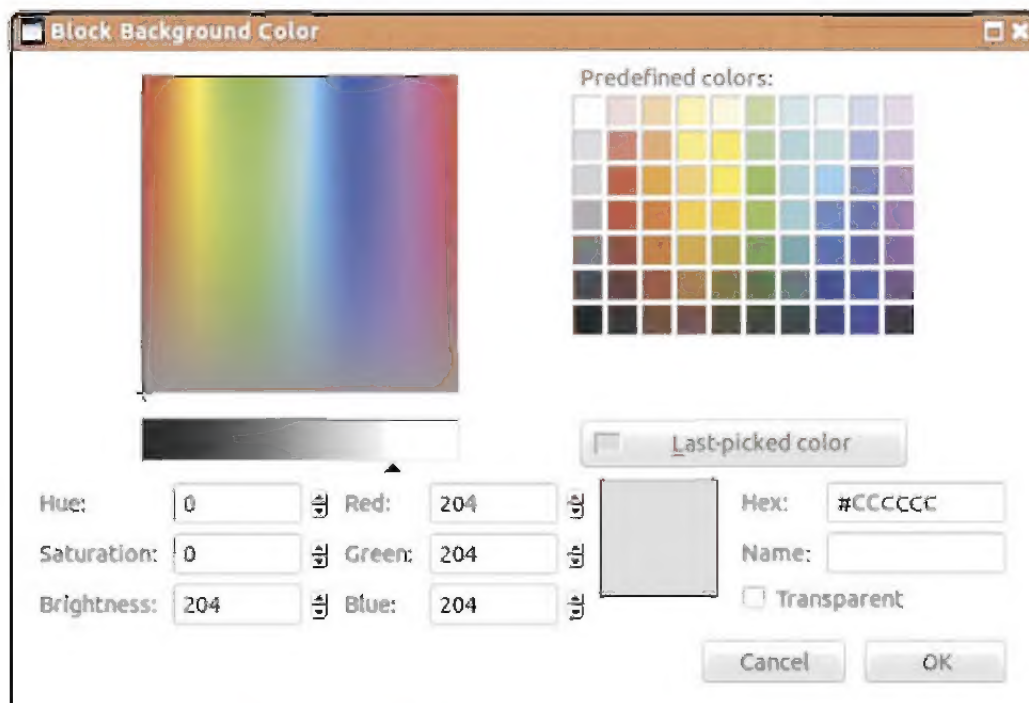 Block Background Color
Predefined colors:
Last-picked color
Hue: 0 Red: 204 Hex: #CCCCCC
Saturation: 0 Green: 204 Name:
Brightness: 204 Blue: 204 Transparent
Cancel OK